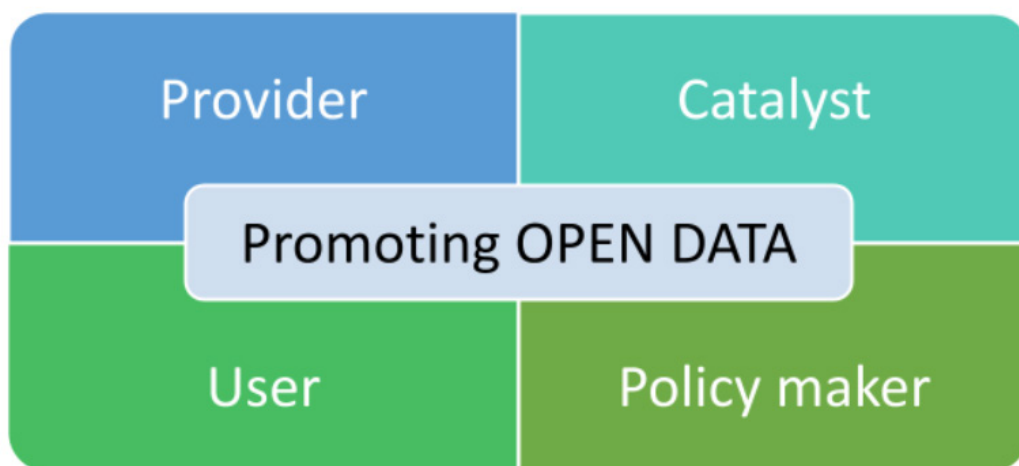 Provider
Catalyst
Promoting OPEN DATA
User
Policy maker